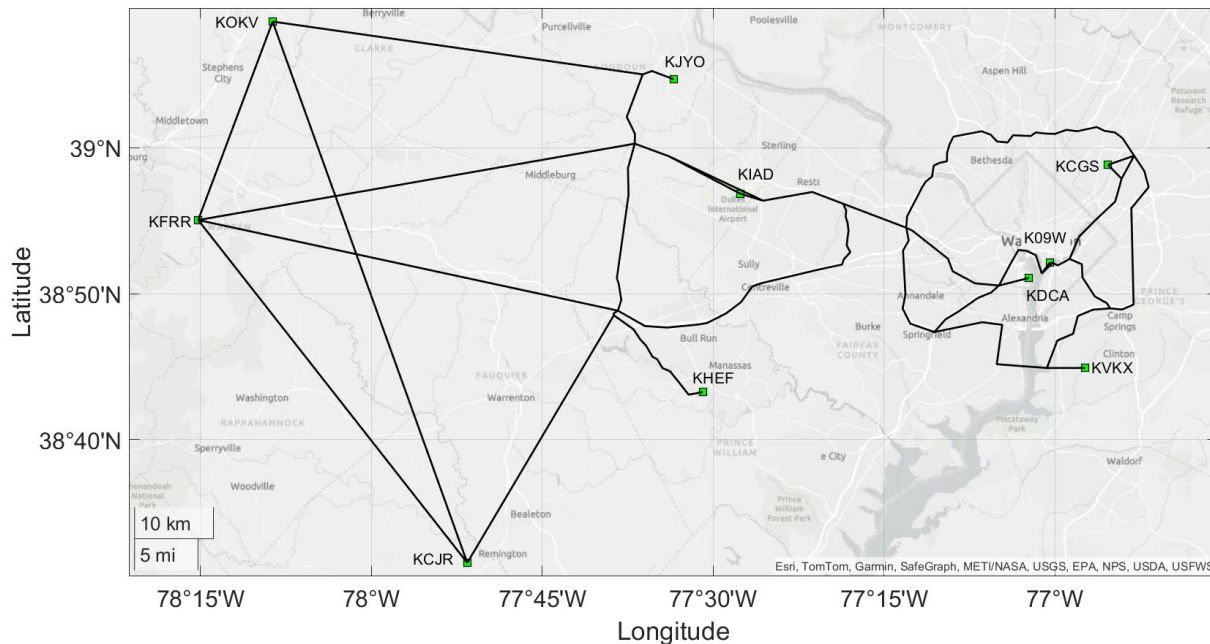 Berryville
Purcellville
Poolesville
MONTGOMERY
KOKV
CLARKE
Stephens
City
LOUDOUN
KJYO
Aspen Hill
Patuxent
Research
Refuge
Middletown
39°N
Sterling
Bethesda
KCGS
Middleburg
KIAD
Resto
Dulles
International
Airport
KFRR
WARREN
K09W
Sully
Centreville
KDCA
38°50'N
Annandale
PRINCE
GEORGE'S
Alexandria
Camp
Springs
Bull Run
Burke
Springfield
FAIRFAX
COUNTY
Clinton
Manassas
KVKX
FAUQUIER
KHEF
Washington
Warrenton
RAPPAHANNOCK
Piscataway
Park
38°40'N
Sperryville
PRINCE
WILLIAM
e City
Waldorf
Woodville
Shenandoah
National
Park
Prince
William
Forest Park
10 km
Bealeton
5 mi
KCJR
Remington
Esri, TomTom, Garmin, SafeGraph, METI/NASA, USGS, EPA, NPS, USDA, USFWS
78°15'W
78°W
77°45'W
77°30'W
77°15'W
77°W
Latitude
Longitude